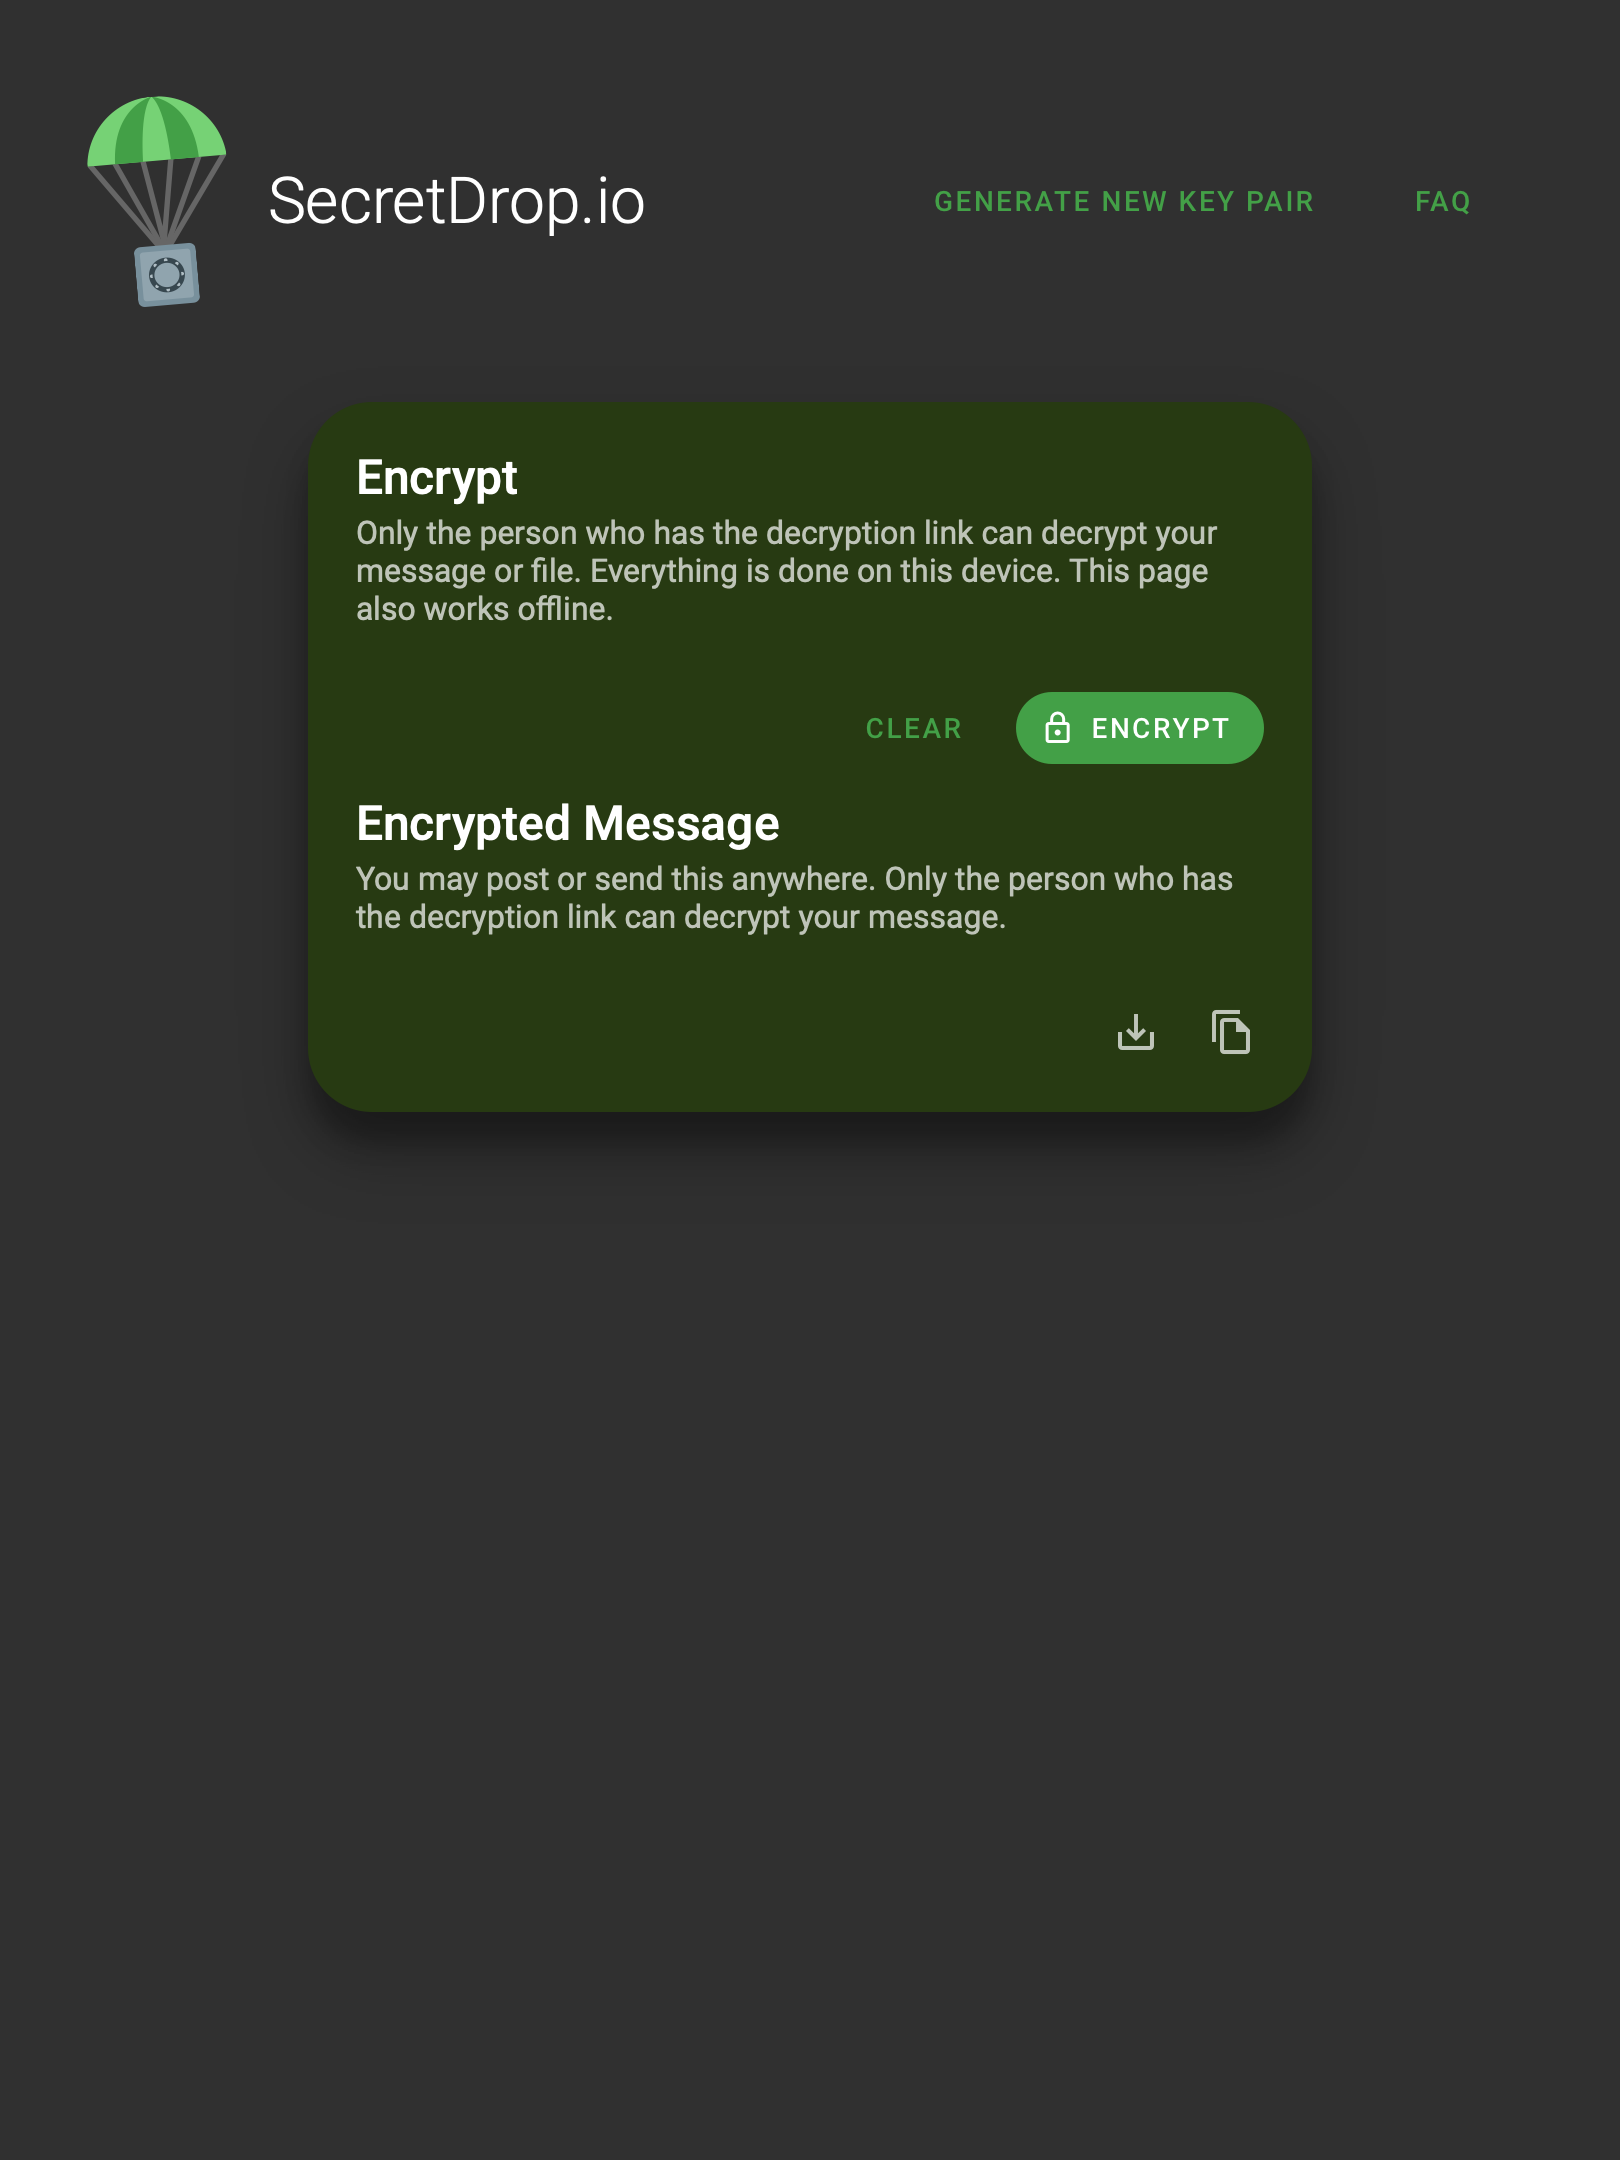 SecretDrop.io
GENERATE NEW KEY PAIR
FAQ
Encrypt
Only the person who has the decryption link can decrypt your
message or file. Everything is done on this device. This page
also works offline.
CLEAR
ENCRYPT
Encrypted Message
You may post or send this anywhere. Only the person who has
the decryption link can decrypt your message.